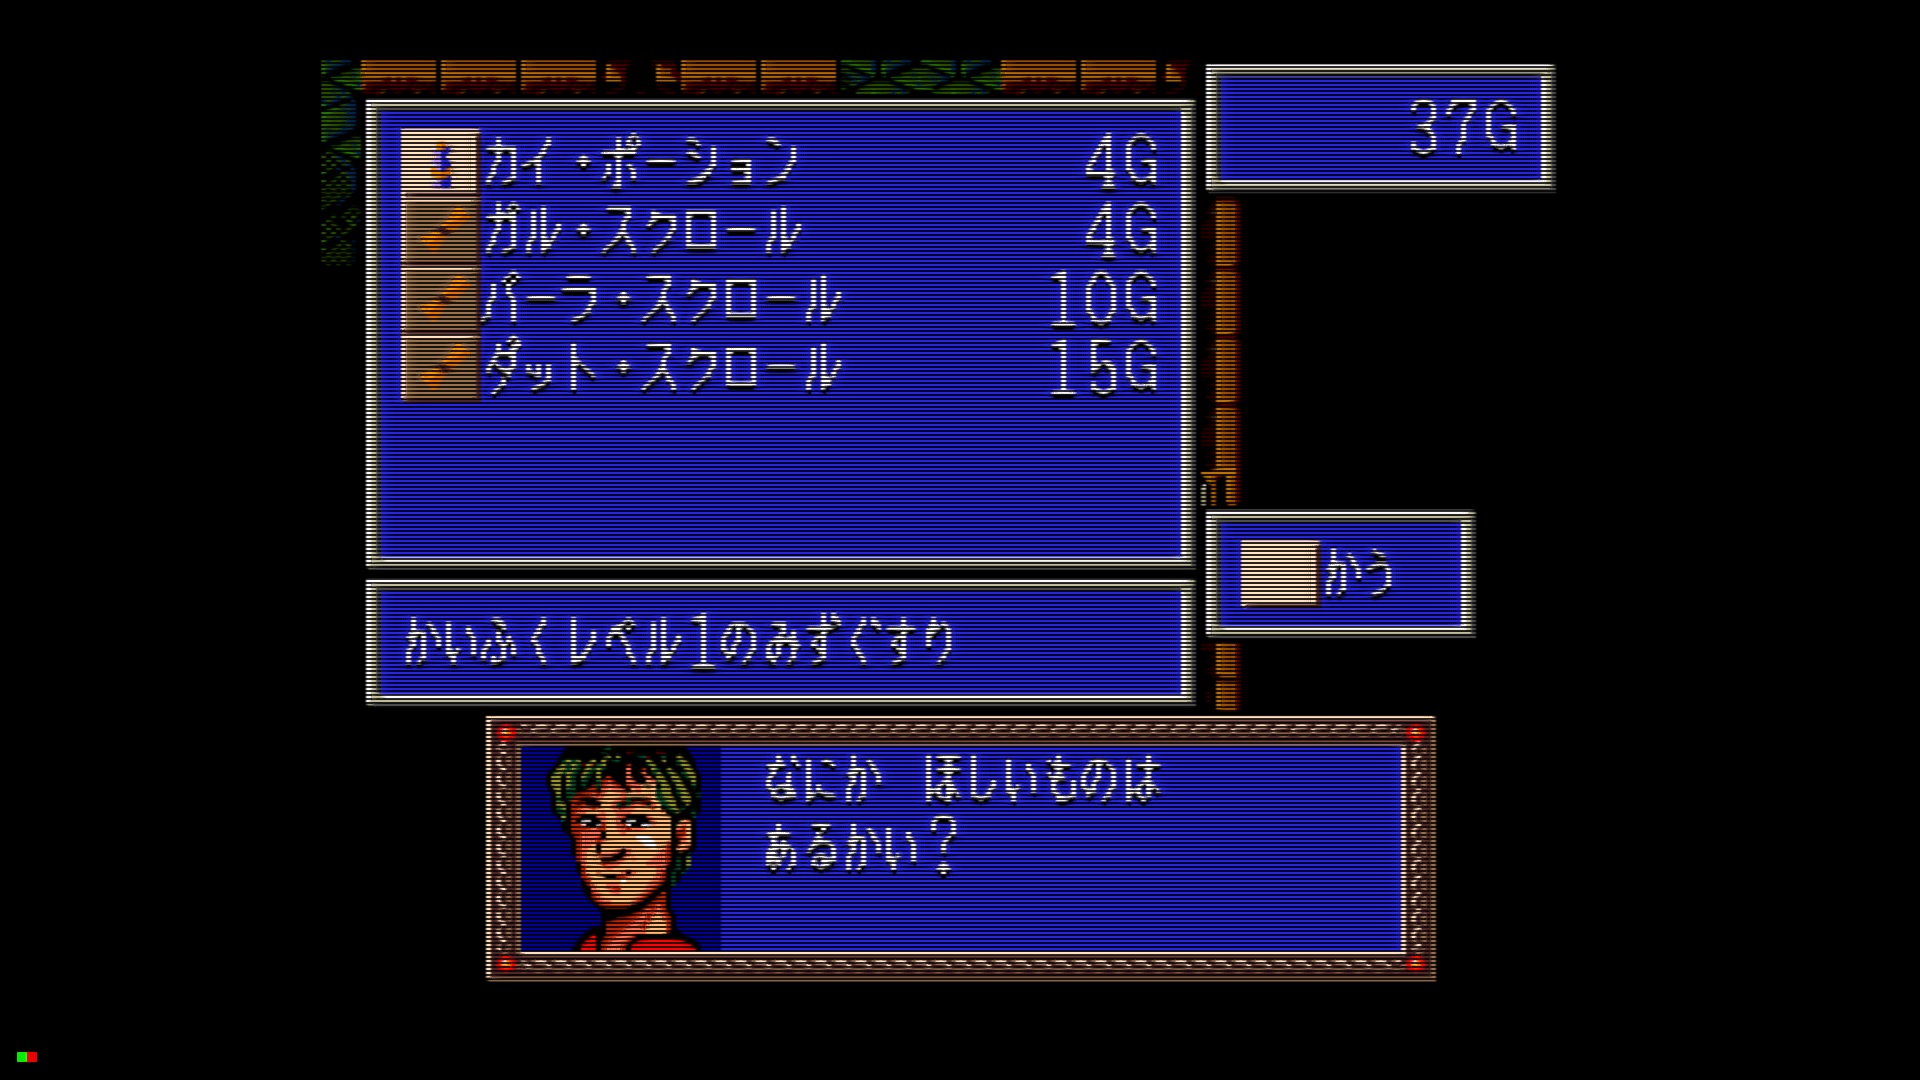 カイ・ポーション 4G
ガル・スクロール 4G
パーラ・スクロール 10G
ダット・スクロール 15G
37G
かう
かいふくレベル1のみずぐすり
なにか ほしいものは
あるかい?